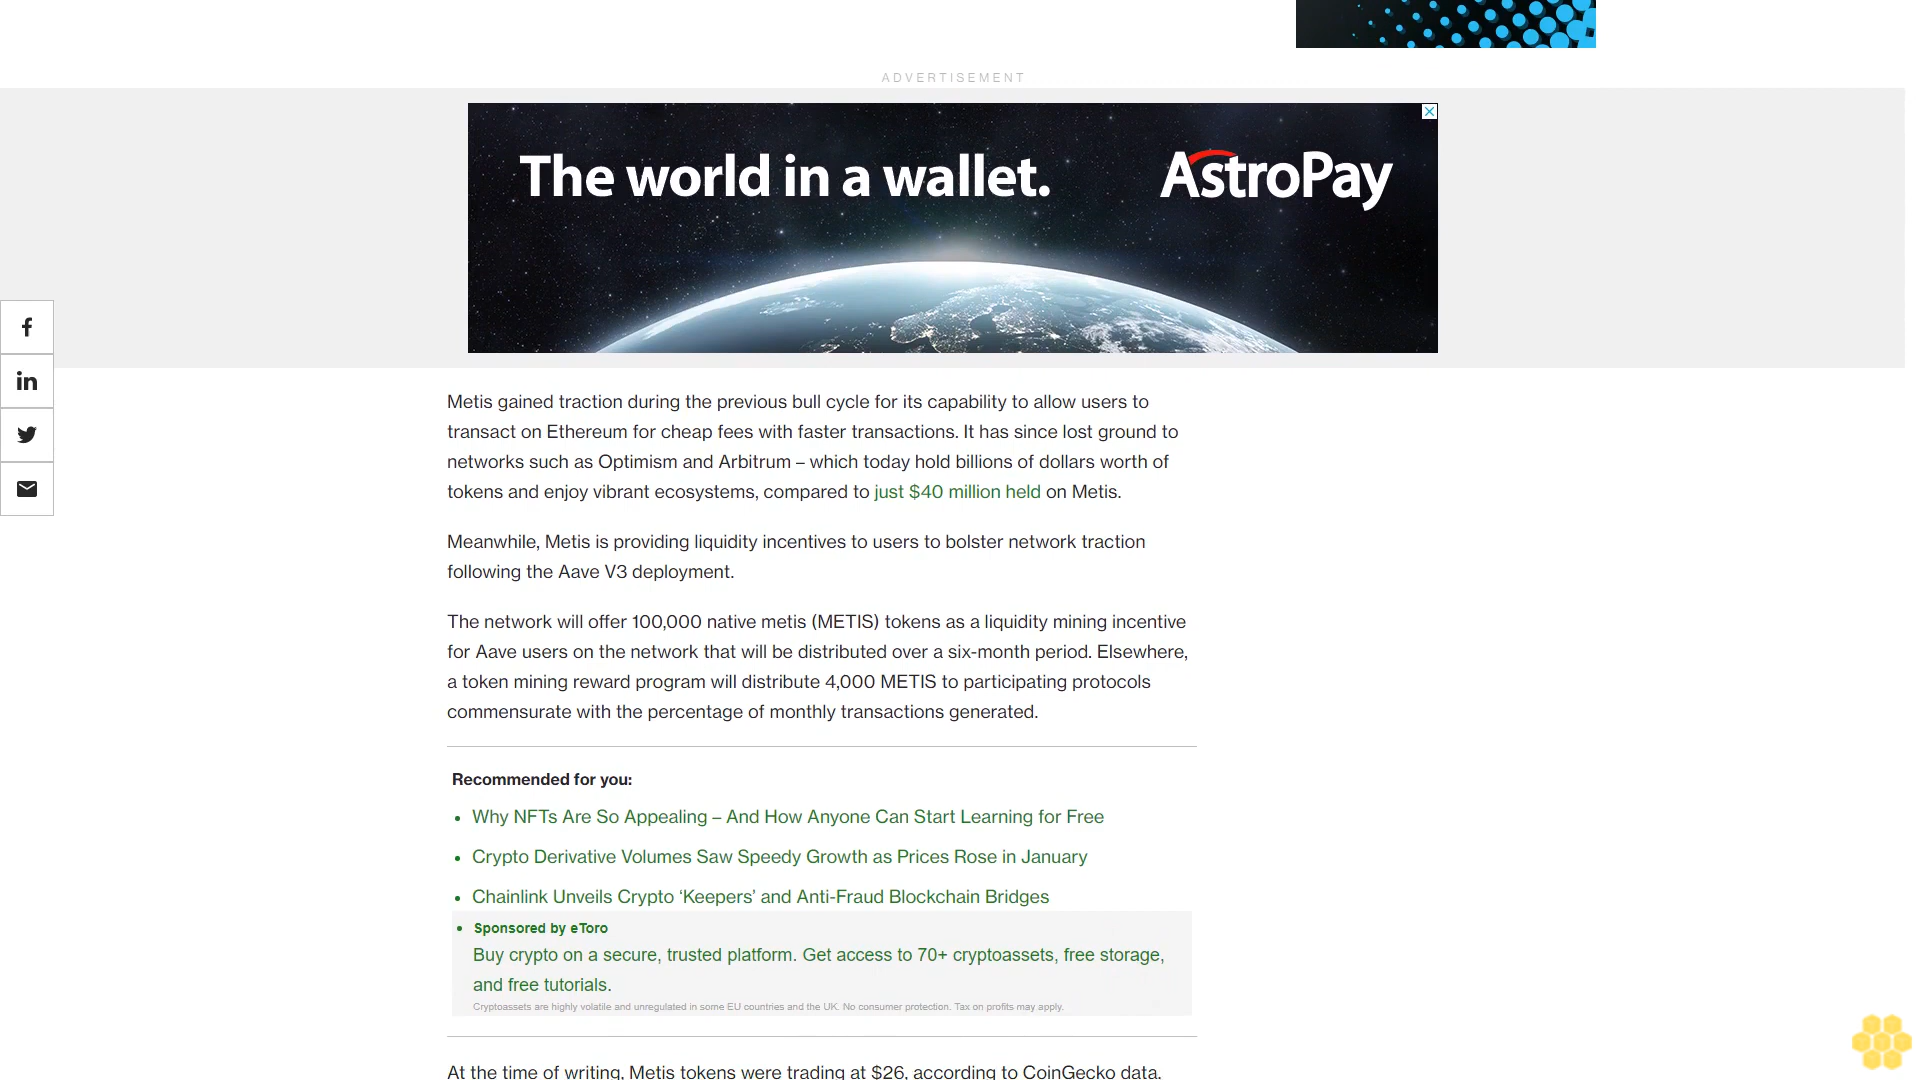 ADVERTISEMENT
The world in a wallet.
AstroPay
Metis gained traction during the previous bull cycle for its capability to allow users to
transact on Ethereum for cheap fees with faster transactions. It has since lost ground to
networks such as Optimism and Arbitrum – which today hold billions of dollars worth of
tokens and enjoy vibrant ecosystems, compared to just $40 million held on Metis.
Meanwhile, Metis is providing liquidity incentives to users to bolster network traction
following the Aave V3 deployment.
The network will offer 100,000 native metis (METIS) tokens as a liquidity mining incentive
for Aave users on the network that will be distributed over a six-month period. Elsewhere,
a token mining reward program will distribute 4,000 METIS to participating protocols
commensurate with the percentage of monthly transactions generated.
Recommended for you:
• Why NFTs Are So Appealing – And How Anyone Can Start Learning for Free
• Crypto Derivative Volumes Saw Speedy Growth as Prices Rose in January
• Chainlink Unveils Crypto ‘Keepers’ and Anti-Fraud Blockchain Bridges
• Sponsored by eToro
Buy crypto on a secure, trusted platform. Get access to 70+ cryptoassets, free storage,
and free tutorials.
Cryptoassets are highly volatile and unregulated in some EU countries and the UK. No consumer protection. Tax on profits may apply.
At the time of writing, Metis tokens were trading at $26, according to CoinGecko data.